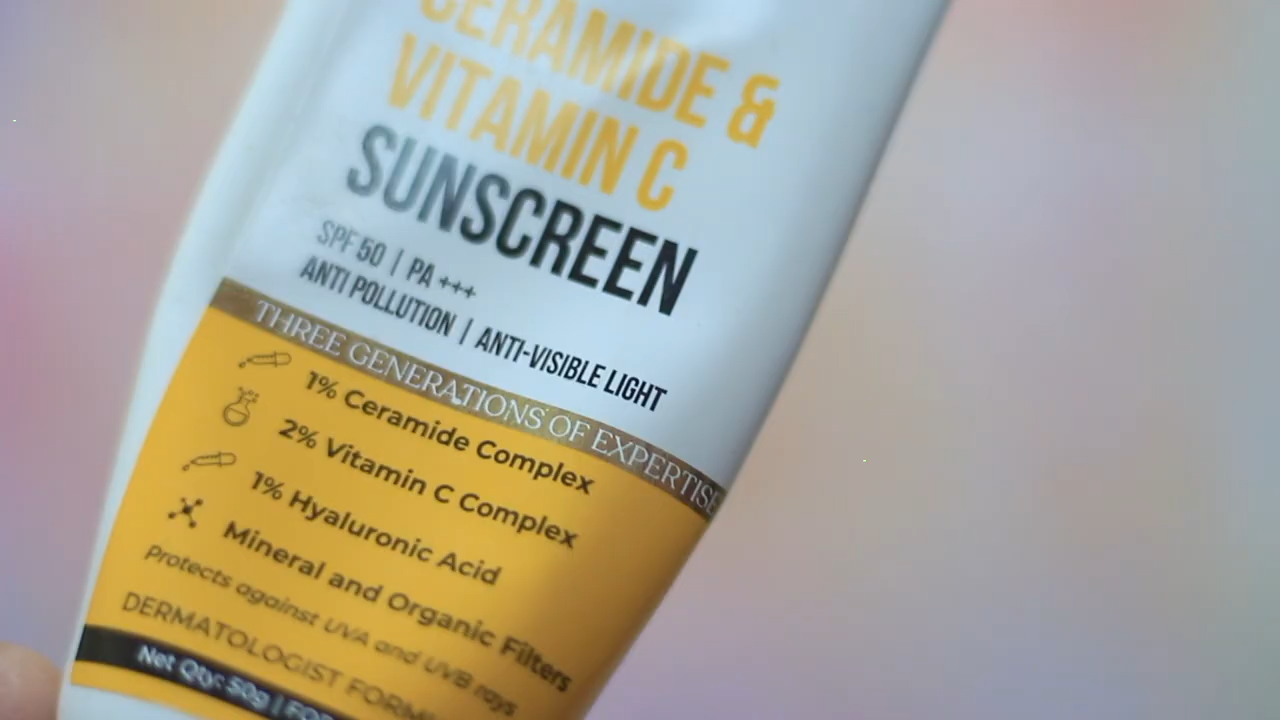 CERAMIDE &
VITAMIN C
SUNSCREEN
SPF 50 | PA +++
ANTI POLLUTION | ANTI-VISIBLE LIGHT
THREE GENERATIONS OF EXPERTISE
1% Ceramide Complex
2% Vitamin C Complex
1% Hyaluronic Acid
Mineral and Organic Filters
Protects against UVA and UVB rays
DERMATOLOGIST
Net Qty: 50g |